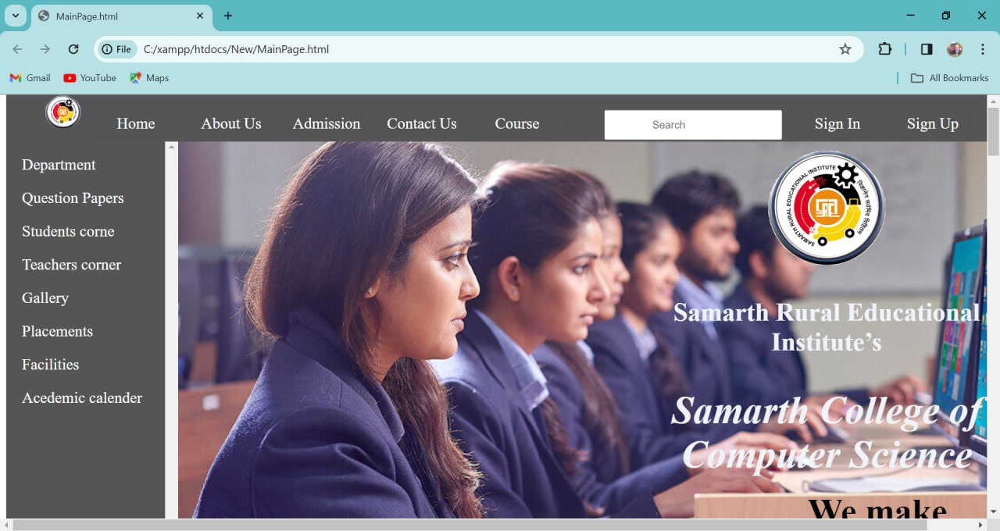 MainPage.html
File
C:/xampp/htdocs/New/MainPage.html
Gmail
YouTube
Maps
All Bookmarks
Home
About Us
Admission
Contact Us
Course
Search
Sign In
Sign Up
Department
Question Papers
Students corne
Teachers corner
Gallery
Placements
Facilities
Acedemic calender
SAMARTH RURAL EDUCATIONAL INSTITUTE
Samarth Rural Educational
Institute’s
Samarth College of
Computer Science
We make